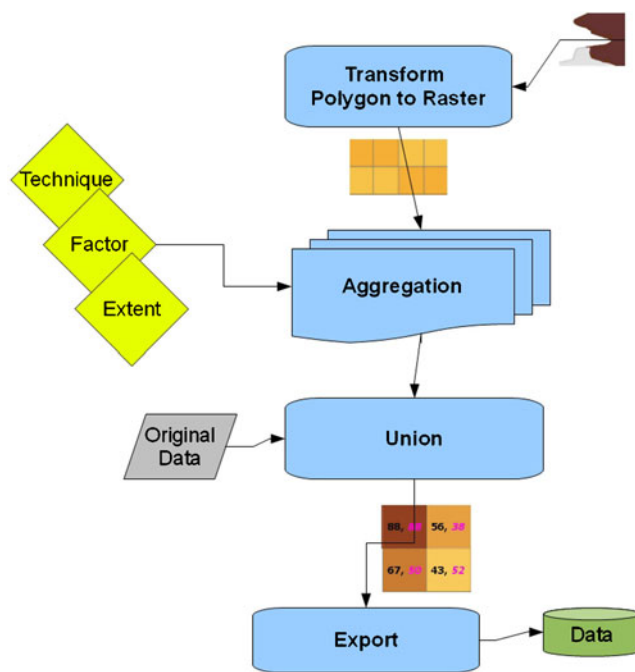 Transform
Polygon to Raster
Technique
Factor
Extent
Aggregation
Original
Data
Union
88,
56, 38
67, 50
43, 52
Export
Data